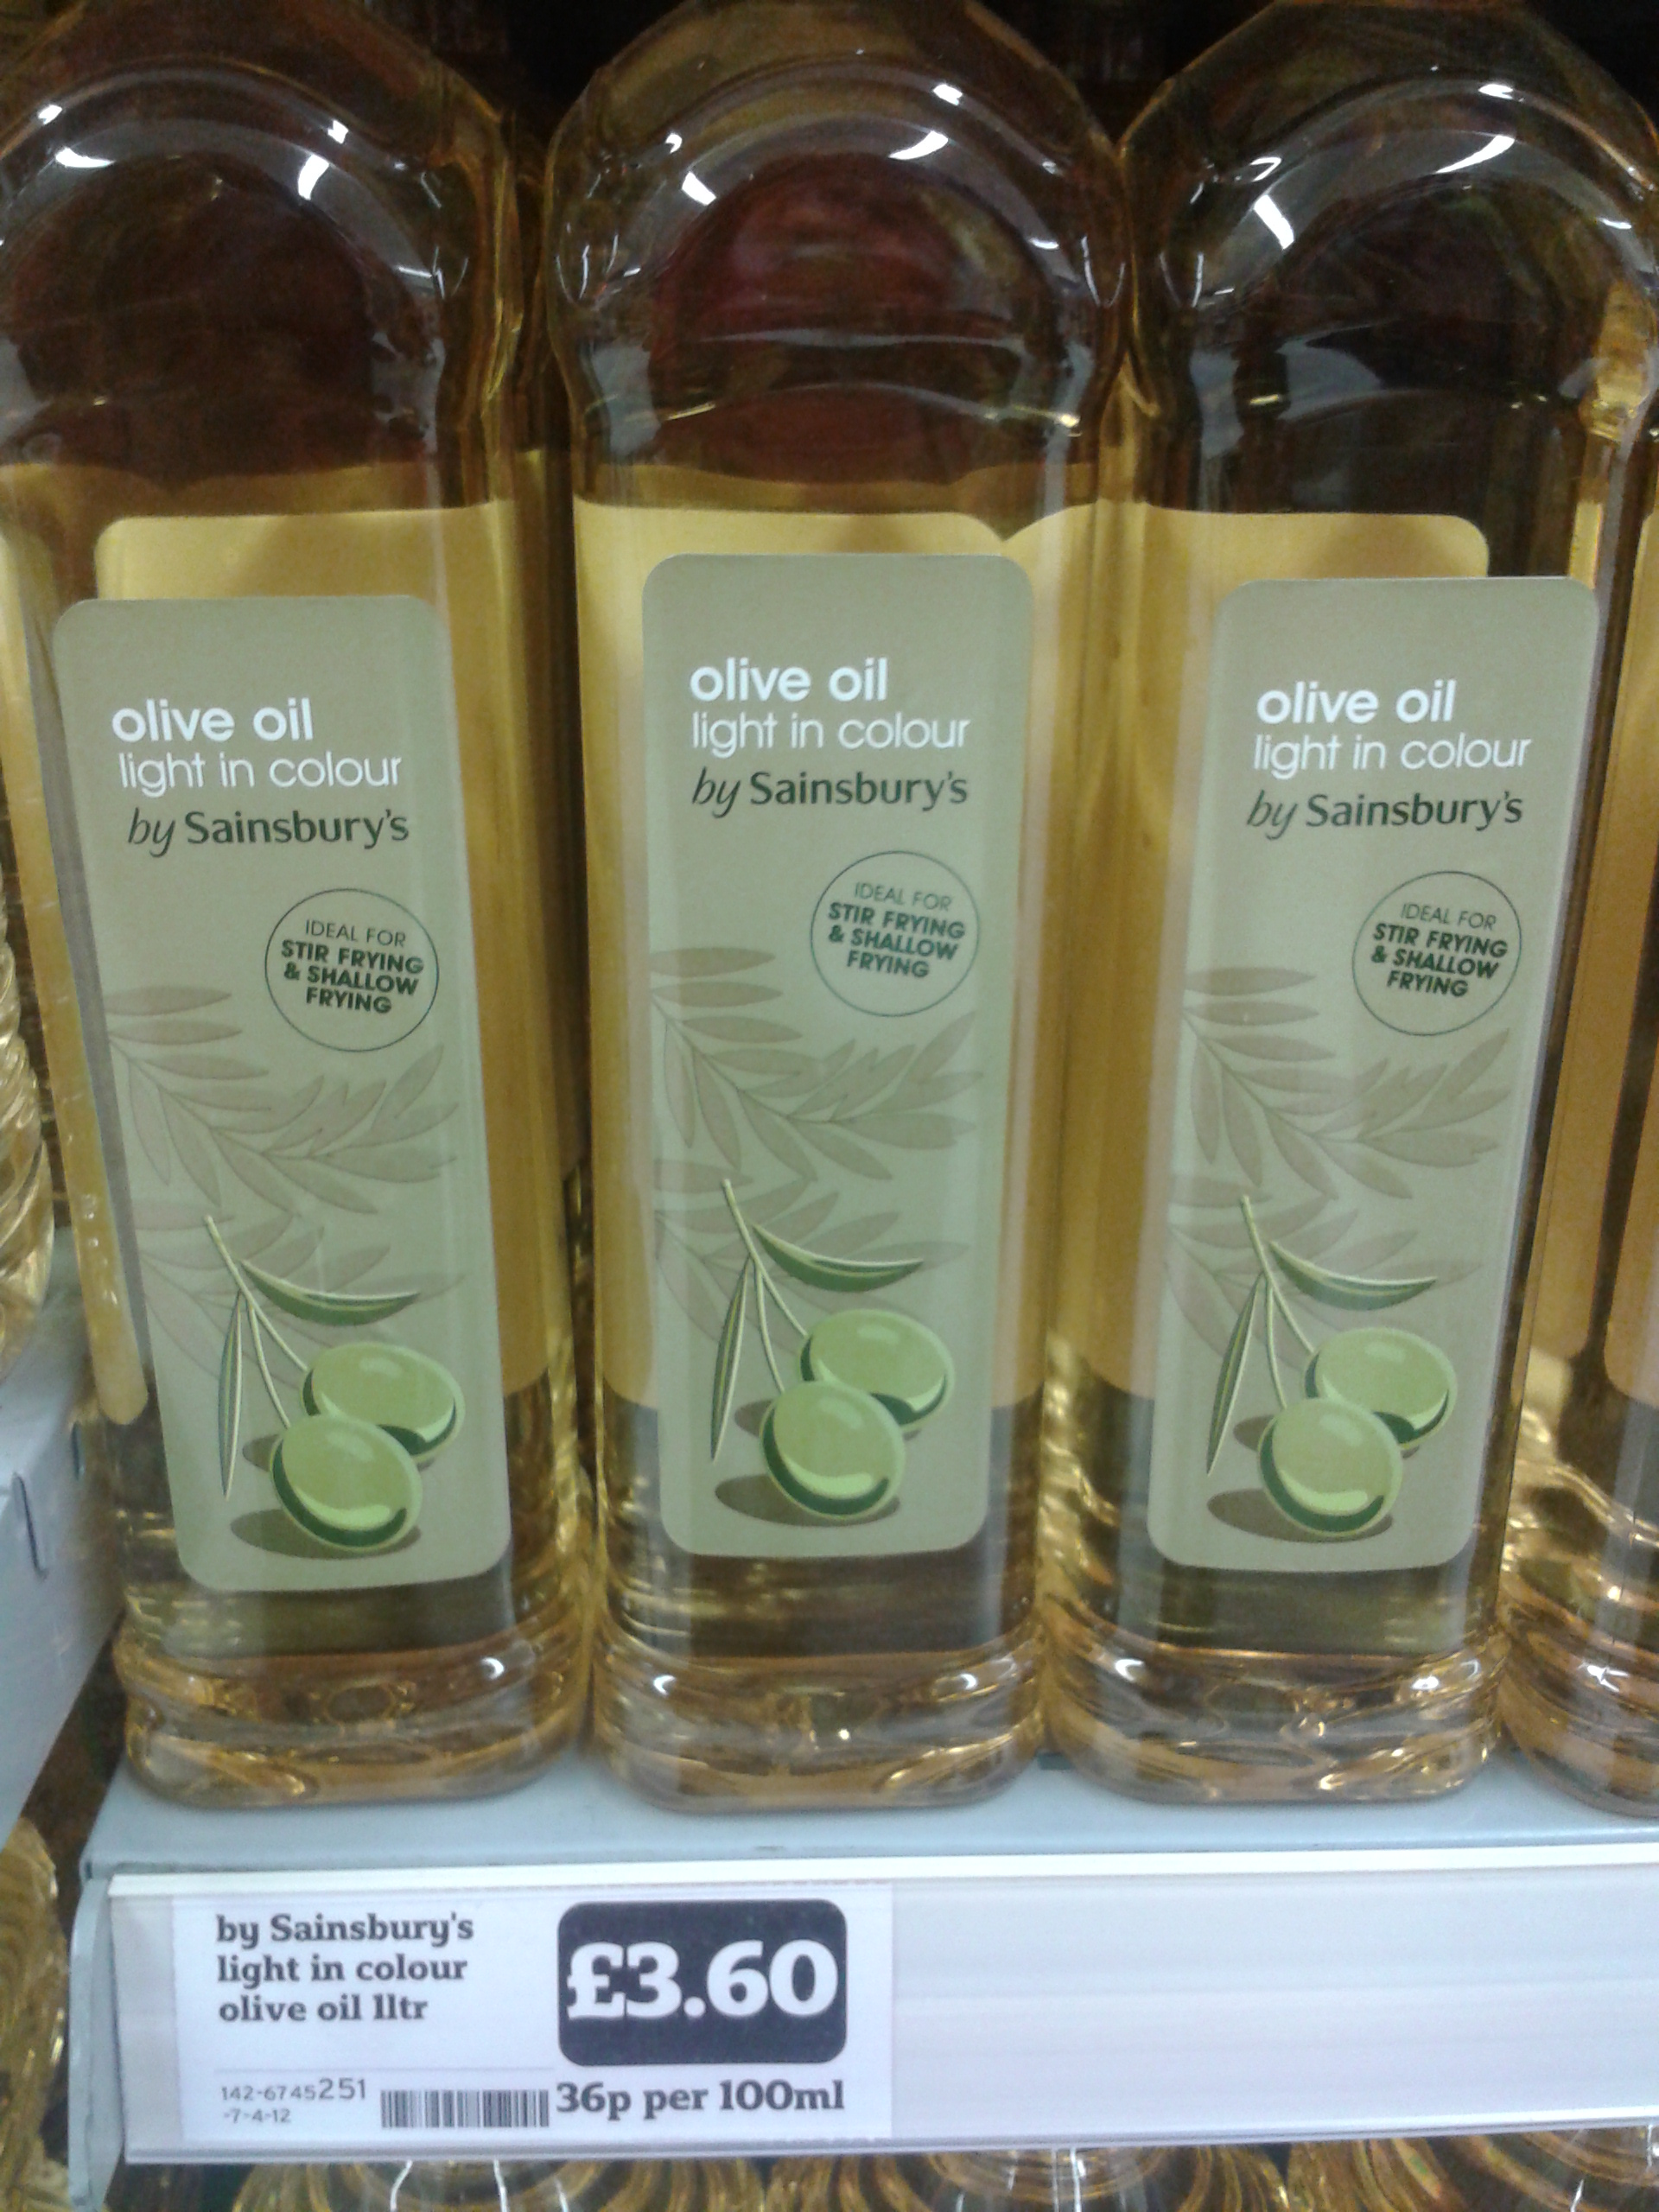 olive oil
light in colour
by Sainsbury's
IDEAL FOR
STIR FRYING
& SHALLOW
FRYING
olive oil
light in colour
by Sainsbury's
IDEAL FOR
STIR FRYING
& SHALLOW
FRYING
olive oil
light in colour
by Sainsbury's
IDEAL FOR
STIR FRYING
& SHALLOW
FRYING
by Sainsbury's
light in colour
olive oil 1ltr
£3.60
142-6745251
-7-4-12
36p per 100ml